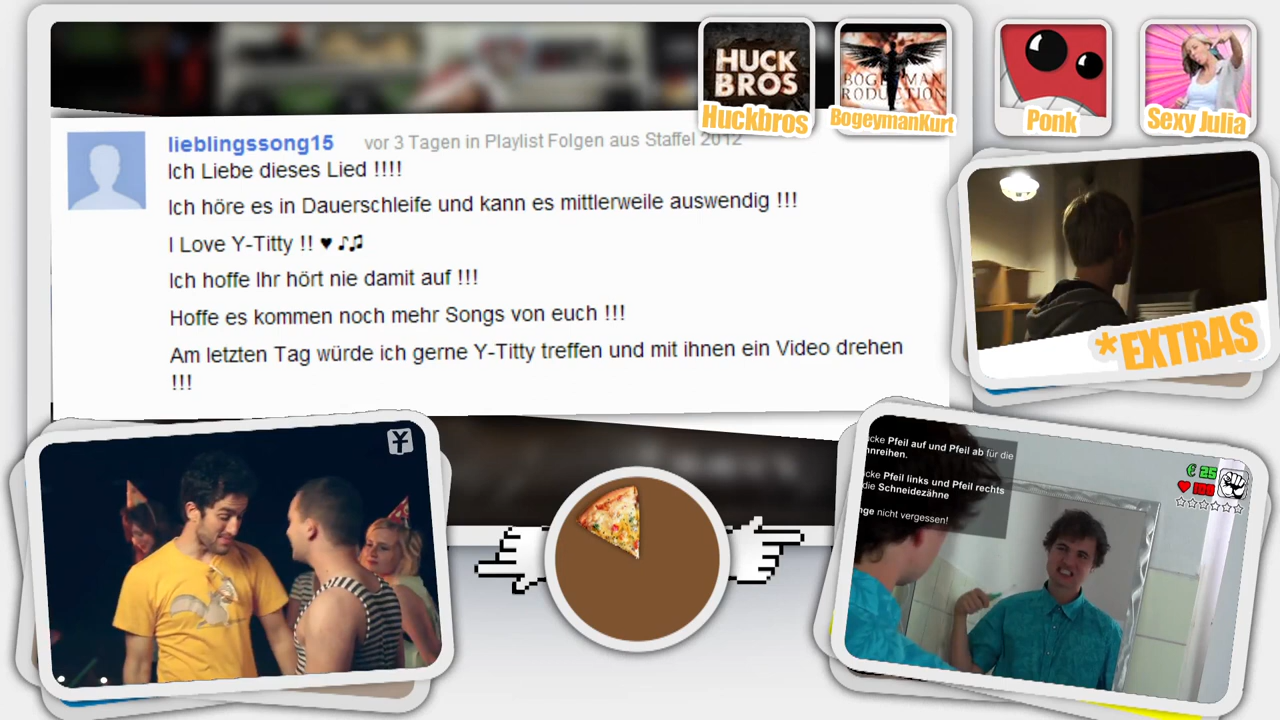 HUCK
BROS
Huckbros
BogeymanKurt
Ponk
Sexy Julia
lieblingssong15 vor 3 Tagen in Playlist Folgen aus Staffel 2012
Ich Liebe dieses Lied !!!!
Ich höre es in Dauerschleife und kann es mittlerweile auswendig !!!
I Love Y-Titty !! ♥ ♪♫
Ich hoffe Ihr hört nie damit auf !!!
Hoffe es kommen noch mehr Songs von euch !!!
Am letzten Tag würde ich gerne Y-Titty treffen und mit ihnen ein Video drehen
!!!
*EXTRAS
Pfeil auf und Pfeil ab für die
Pfeil links und Pfeil rechts
die Schneidezähne
nicht vergessen!
25
100